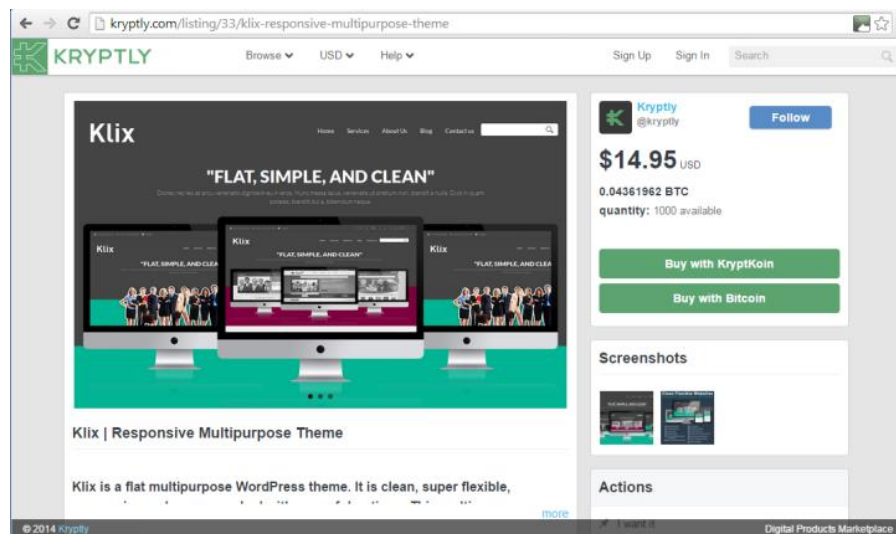 kryptly.com/listing/33/klix-responsive-multipurpose-theme
KRYPTLY
Browse
USD
Help
Sign Up
Sign In
Search
Klix
Home
Services
About Us
Blog
Contact us
"FLAT, SIMPLE, AND CLEAN"
Klix
"FLAT, SIMPLE, AND CLEA
Klix
"FLAT, SIMPLE, AND CLEAN"
Klix
"FLAT, SIMPLE, AND CLEA
Klix | Responsive Multipurpose Theme
Klix is a flat multipurpose WordPress theme. It is clean, super flexible,
more
Kryptly
@kryptly
Follow
$14.95 USD
0.04361962 BTC
quantity: 1000 available
Buy with KryptKoin
Buy with Bitcoin
Screenshots
Actions
I want it
© 2014 Kryptly
Digital Products Marketplace